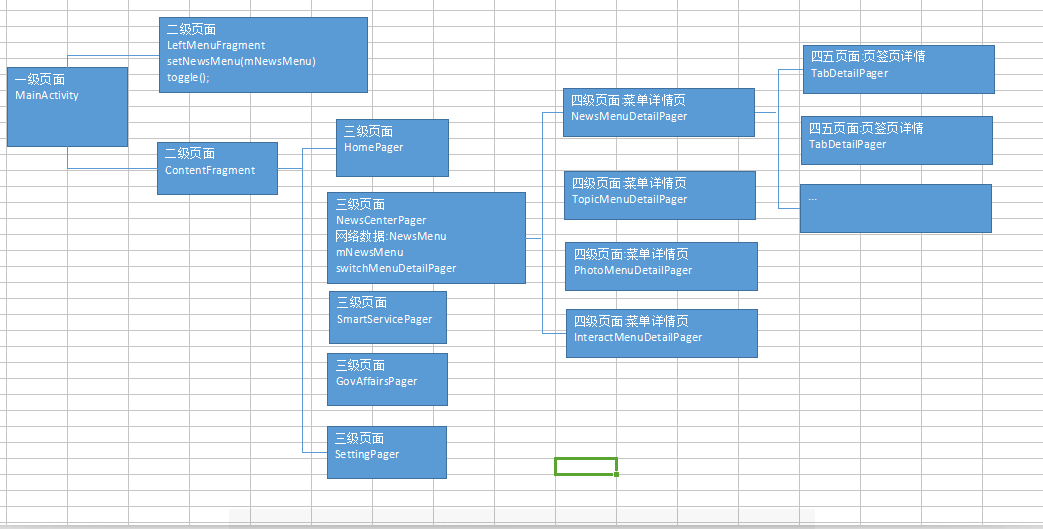 一级页面
MainActivity
二级页面
LeftMenuFragment
setNewsMenu(mNewsMenu)
toggle();
二级页面
ContentFragment
三级页面
HomePager
三级页面
NewsCenterPager
网络数据:NewsMenu
mNewsMenu
switchMenuDetailPager
三级页面
SmartServicePager
三级页面
GovAffairsPager
三级页面
SettingPager
四级页面:菜单详情页
NewsMenuDetailPager
四级页面:菜单详情页
TopicMenuDetailPager
四级页面:菜单详情页
PhotoMenuDetailPager
四级页面:菜单详情页
InteractMenuDetailPager
四五页面:页签页详情
TabDetailPager
四五页面:页签页详情
TabDetailPager
...